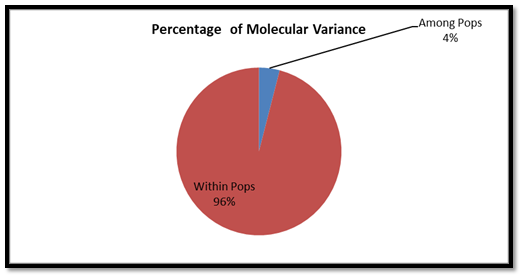 Percentage of Molecular Variance
Among Pops
4%
Within Pops
96%